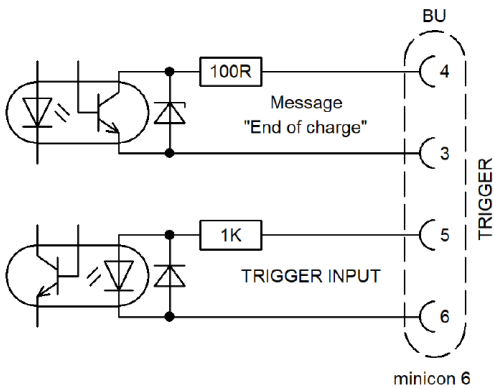 BU
100R
4
Message
"End of charge"
3
TRIGGER
1K
5
TRIGGER INPUT
6
minicon 6